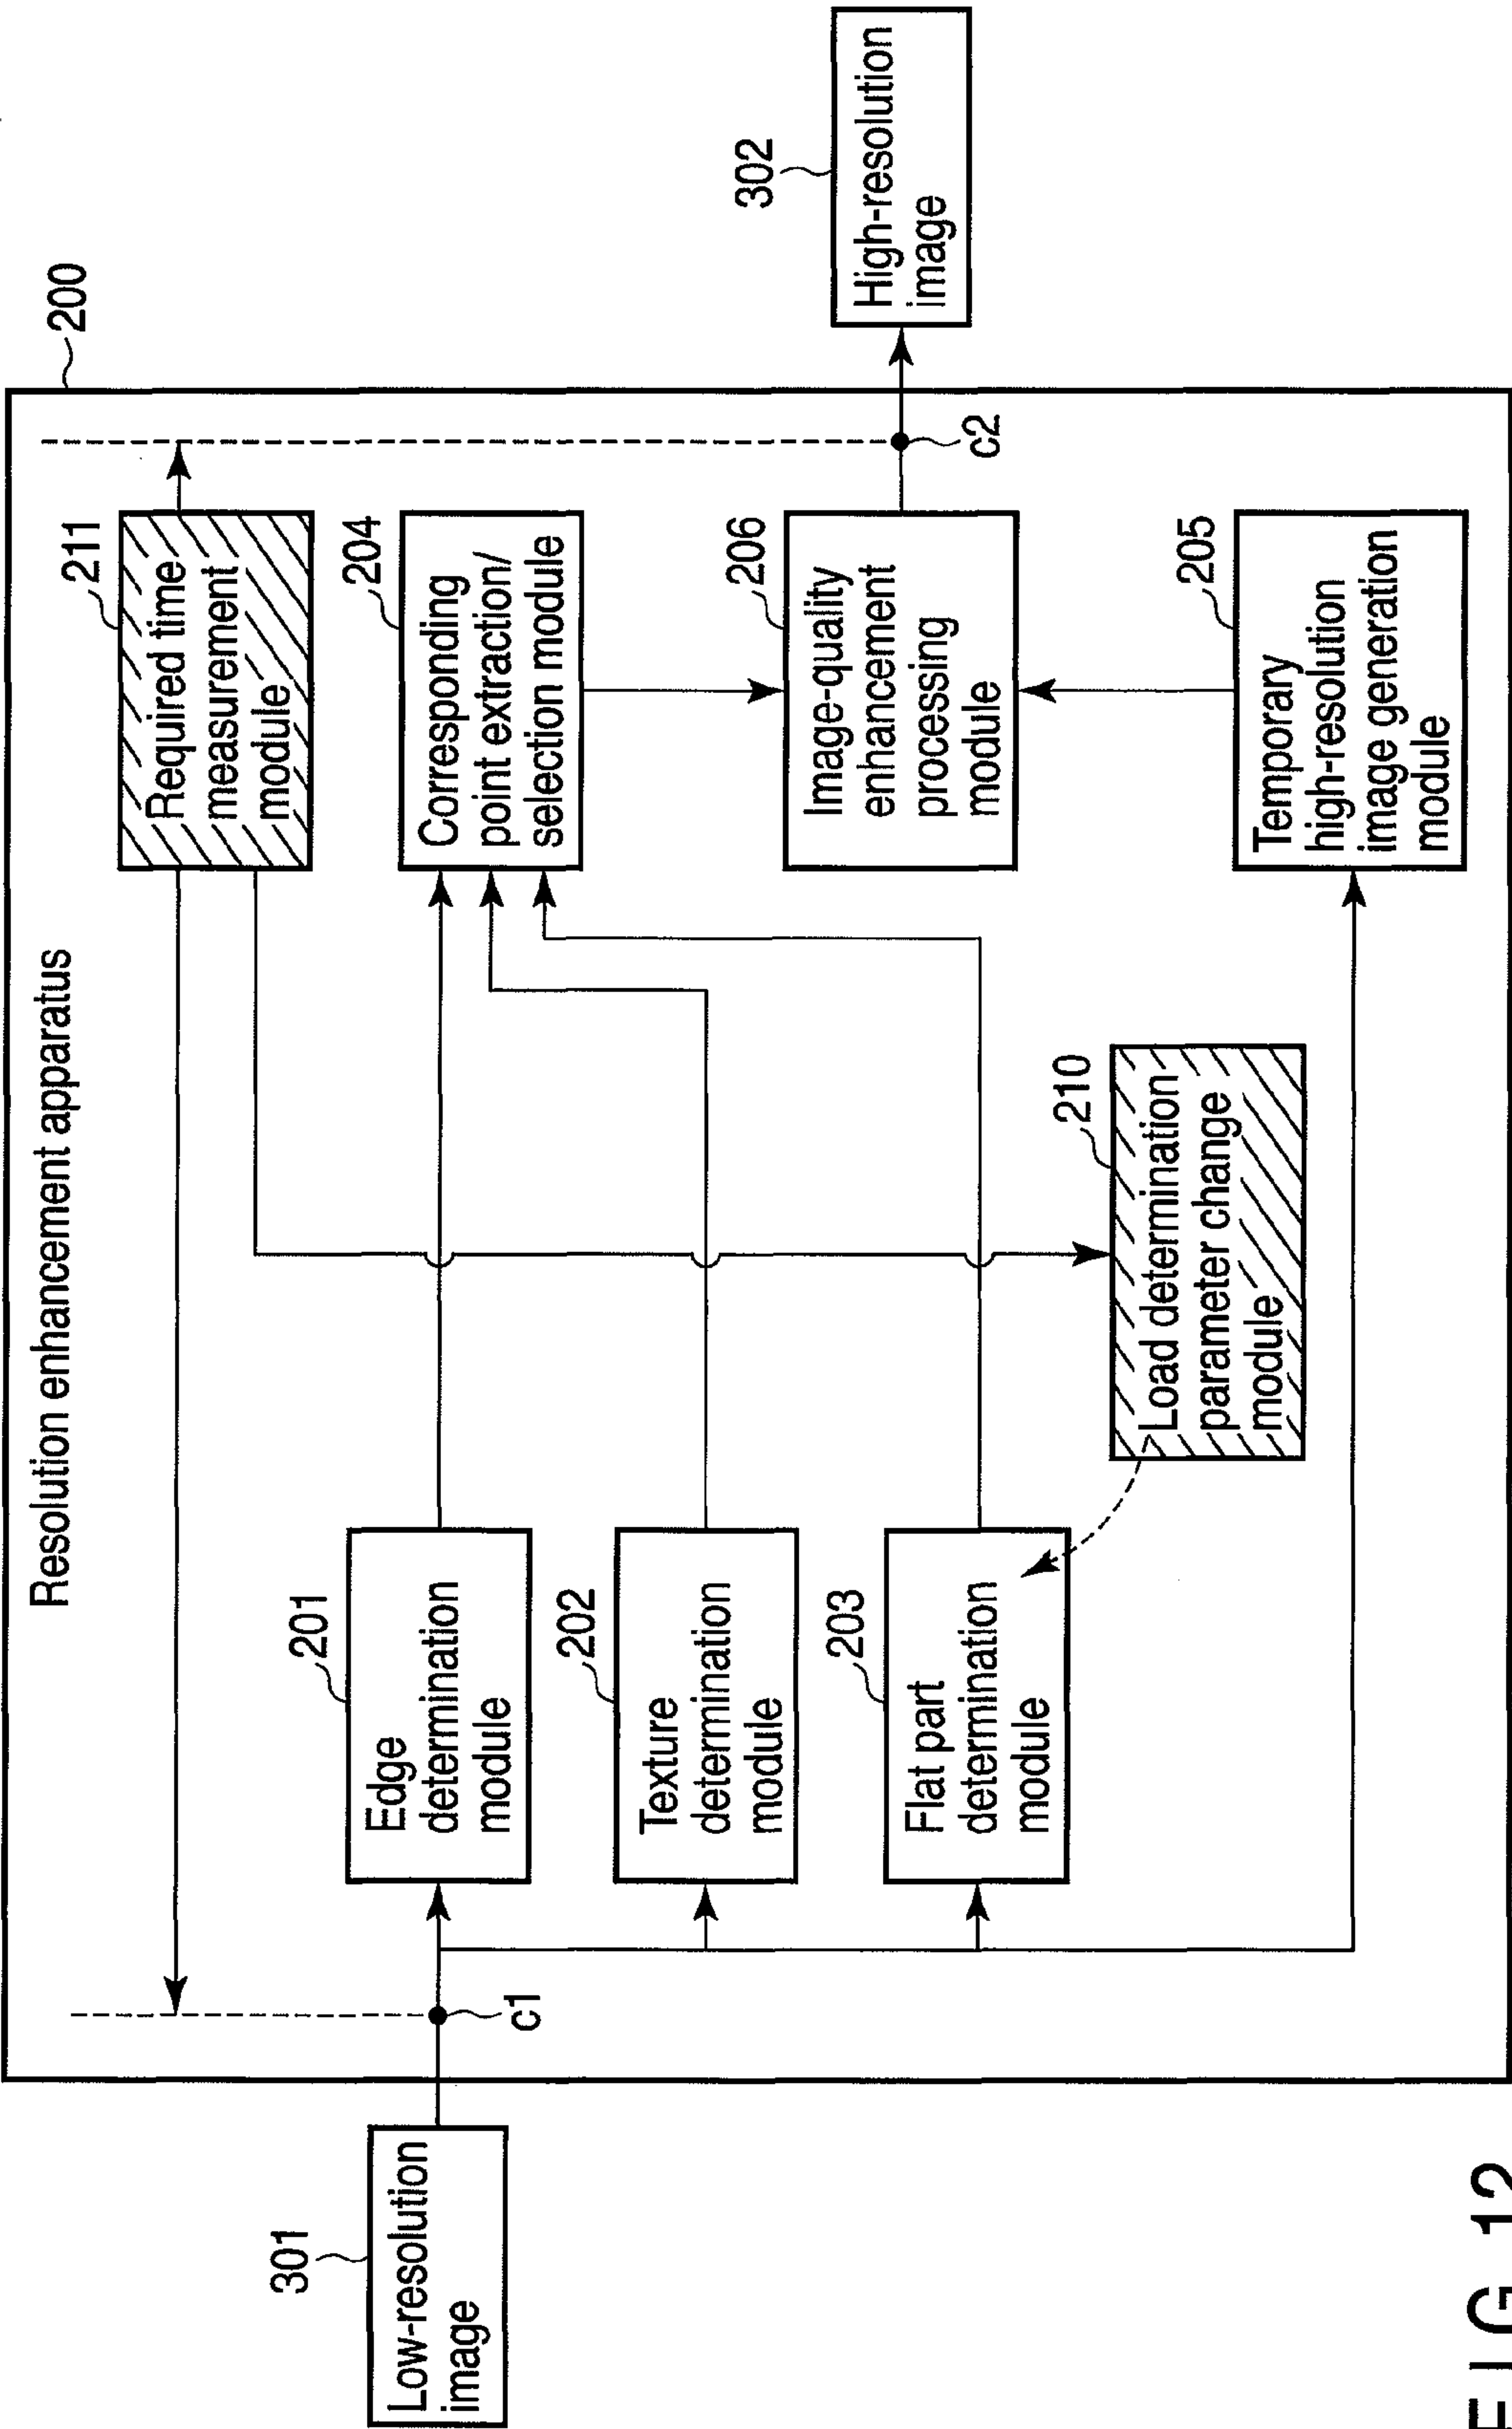 Resolution enhancement apparatus
200
301
Low-resolution
image
c1
201
Edge
determination
module
202
Texture
determination
module
203
Flat part
determination
module
210
Load determination
parameter change
module
211
Required time
measurement
module
204
Corresponding
point extraction/
selection module
206
Image-quality
enhancement
processing
module
205
Temporary
high-resolution
image generation
module
c2
302
High-resolution
image
FIG. 12